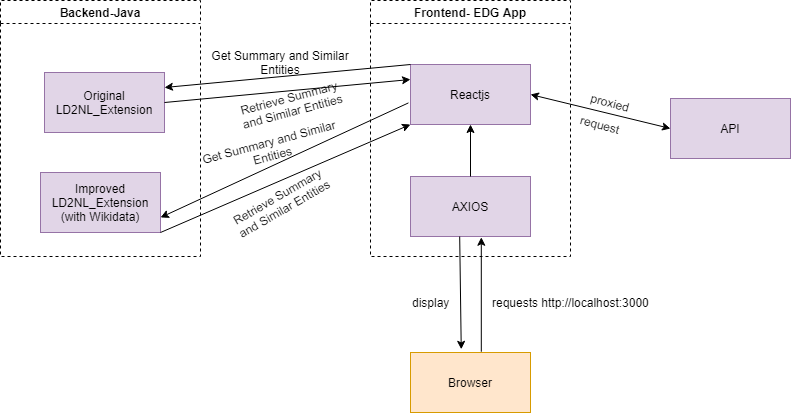 Backend-Java
Frontend- EDG App
Get Summary and Similar
Entities
Original
LD2NL_Extension
Retrieve Summary
and Similar Entities
Reactjs
proxied
request
API
Get Summary and Similar
Entities
Improved
LD2NL_Extension
(with Wikidata)
Retrieve Summary
and Similar Entities
AXIOS
display
requests http://localhost:3000
Browser